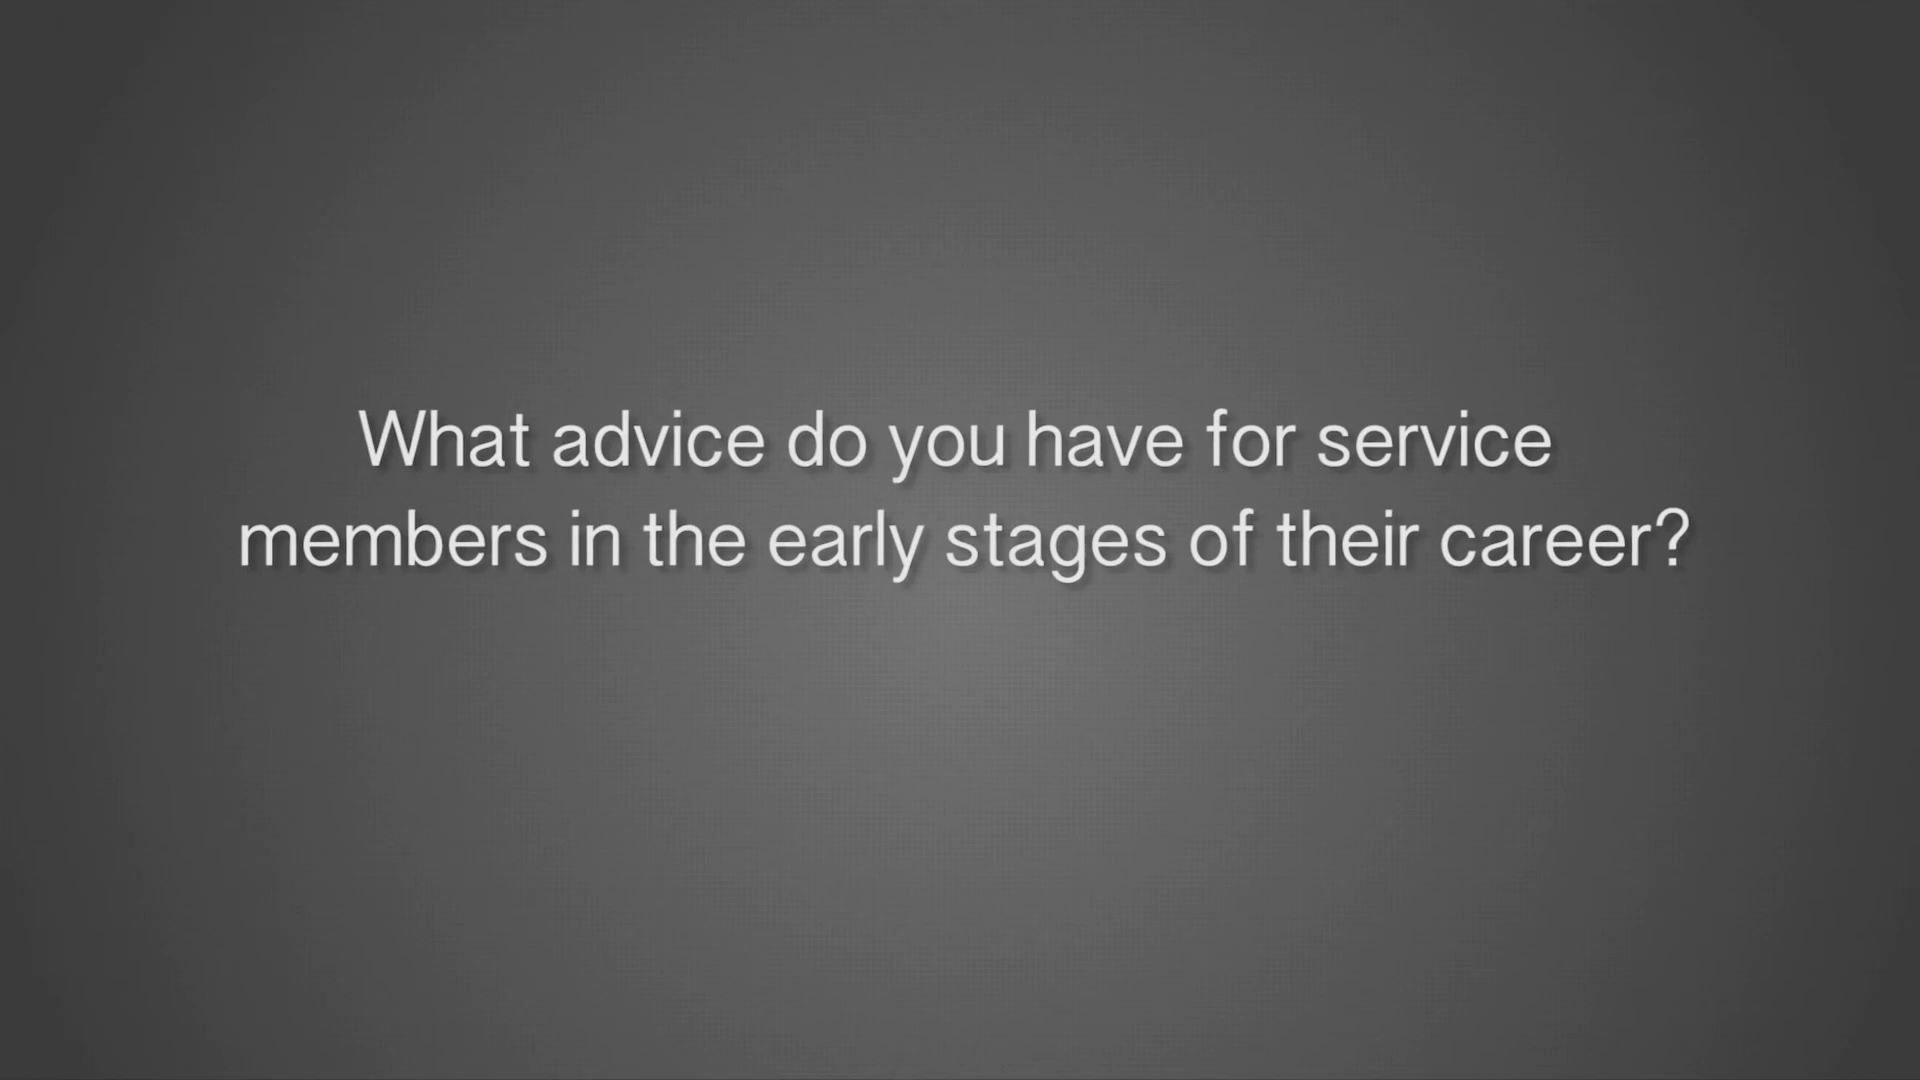 What advice do you have for service
members in the early stages of their career?